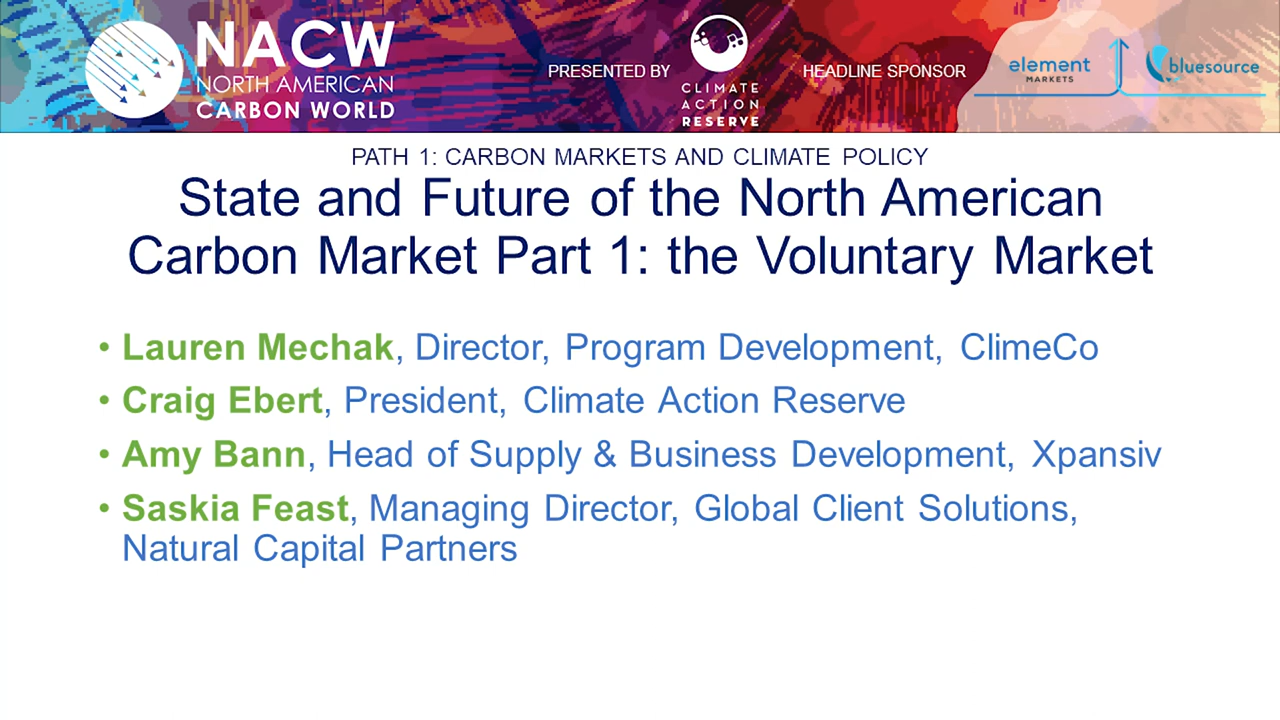 NACW
NORTH AMERICAN
CARBON WORLD
PRESENTED BY
CLIMATE
ACTION
RESERVE
HEADLINE SPONSOR
element
MARKETS
bluesource
PATH 1: CARBON MARKETS AND CLIMATE POLICY
State and Future of the North American
Carbon Market Part 1: the Voluntary Market
• Lauren Mechak, Director, Program Development, ClimeCo
• Craig Ebert, President, Climate Action Reserve
• Amy Bann, Head of Supply & Business Development, Xpansiv
• Saskia Feast, Managing Director, Global Client Solutions,
Natural Capital Partners